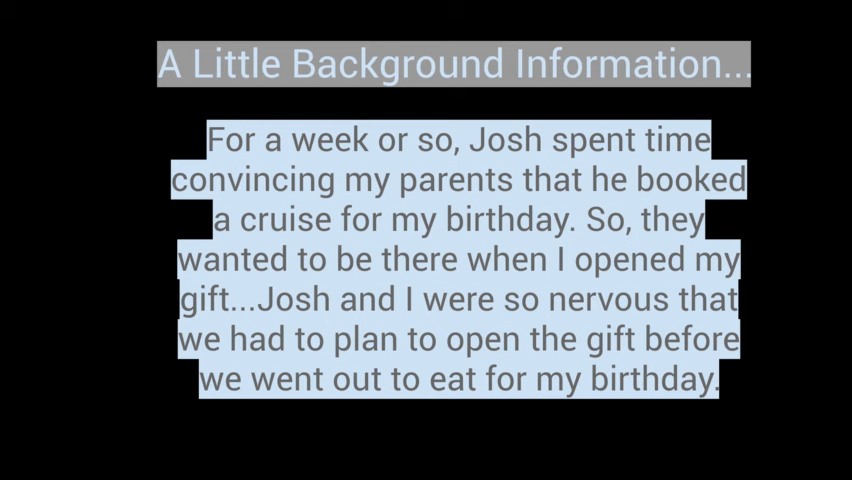 A Little Background Information...
For a week or so, Josh spent time
convincing my parents that he booked
a cruise for my birthday. So, they
wanted to be there when I opened my
gift...Josh and I were so nervous that
we had to plan to open the gift before
we went out to eat for my birthday.